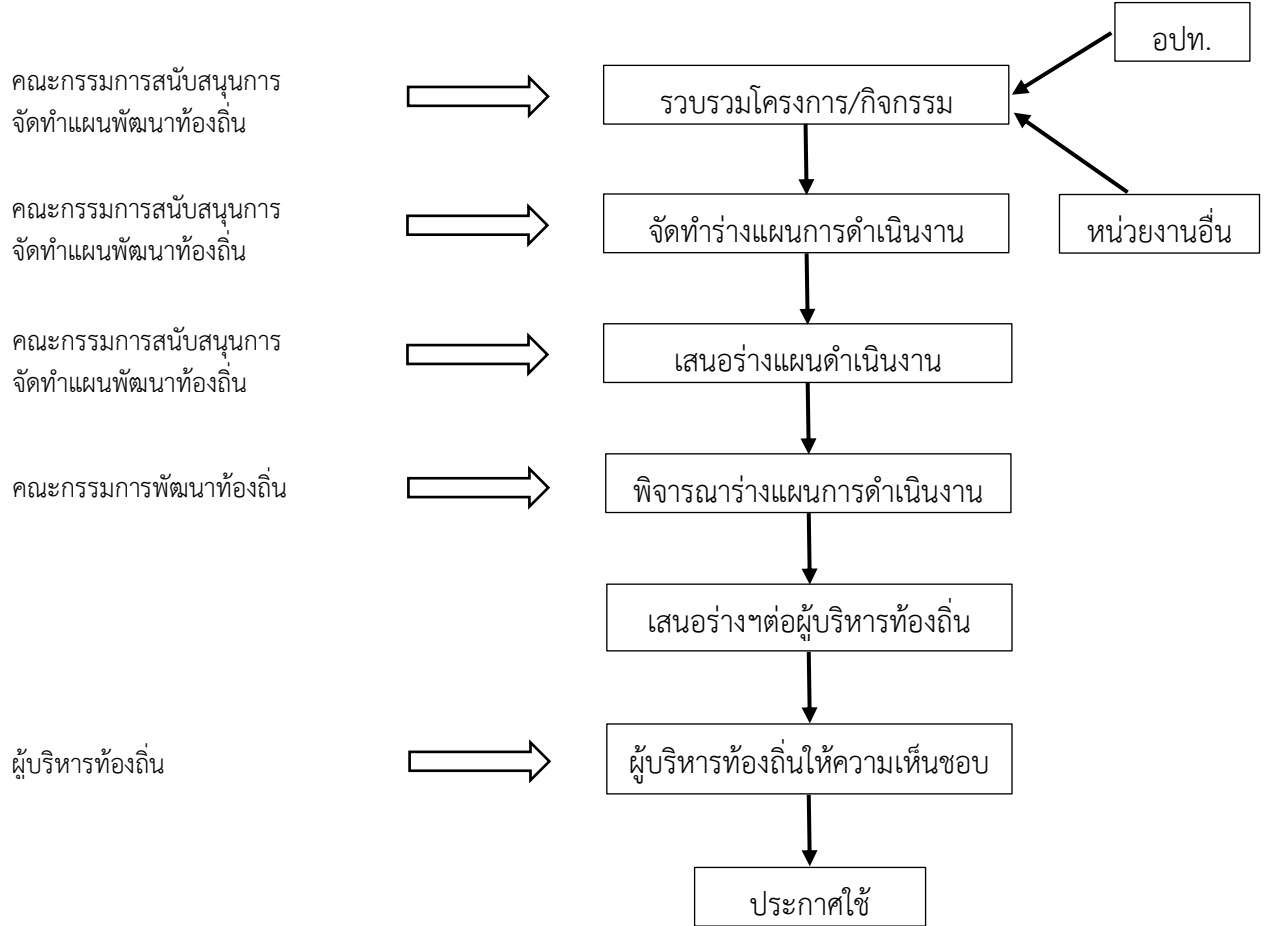 อปท.
คณะกรรมการสนับสนุนการ
จัดทำแผนพัฒนาท้องถิ่น
รวบรวมโครงการ/กิจกรรม
คณะกรรมการสนับสนุนการ
จัดทำแผนพัฒนาท้องถิ่น
จัดทำร่างแผนการดำเนินงาน
หน่วยงานอื่น
คณะกรรมการสนับสนุนการ
จัดทำแผนพัฒนาท้องถิ่น
เสนอร่างแผนดำเนินงาน
คณะกรรมการพัฒนาท้องถิ่น
พิจารณาร่างแผนการดำเนินงาน
เสนอร่างฯต่อผู้บริหารท้องถิ่น
ผู้บริหารท้องถิ่น
ผู้บริหารท้องถิ่นให้ความเห็นชอบ
ประกาศใช้